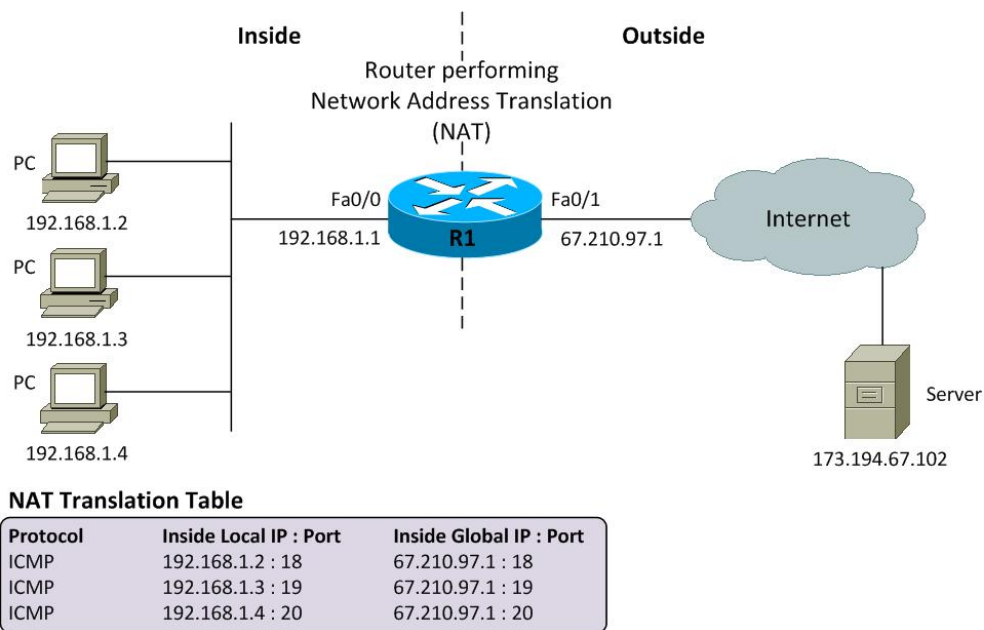 Inside
Outside
Router performing
Network Address Translation
(NAT)
PC
192.168.1.2
PC
192.168.1.3
PC
192.168.1.4
Fa0/0
192.168.1.1
R1
Fa0/1
67.210.97.1
Internet
Server
173.194.67.102
NAT Translation Table
Protocol Inside Local IP : Port Inside Global IP : Port
ICMP 192.168.1.2 : 18 67.210.97.1 : 18
ICMP 192.168.1.3 : 19 67.210.97.1 : 19
ICMP 192.168.1.4 : 20 67.210.97.1 : 20